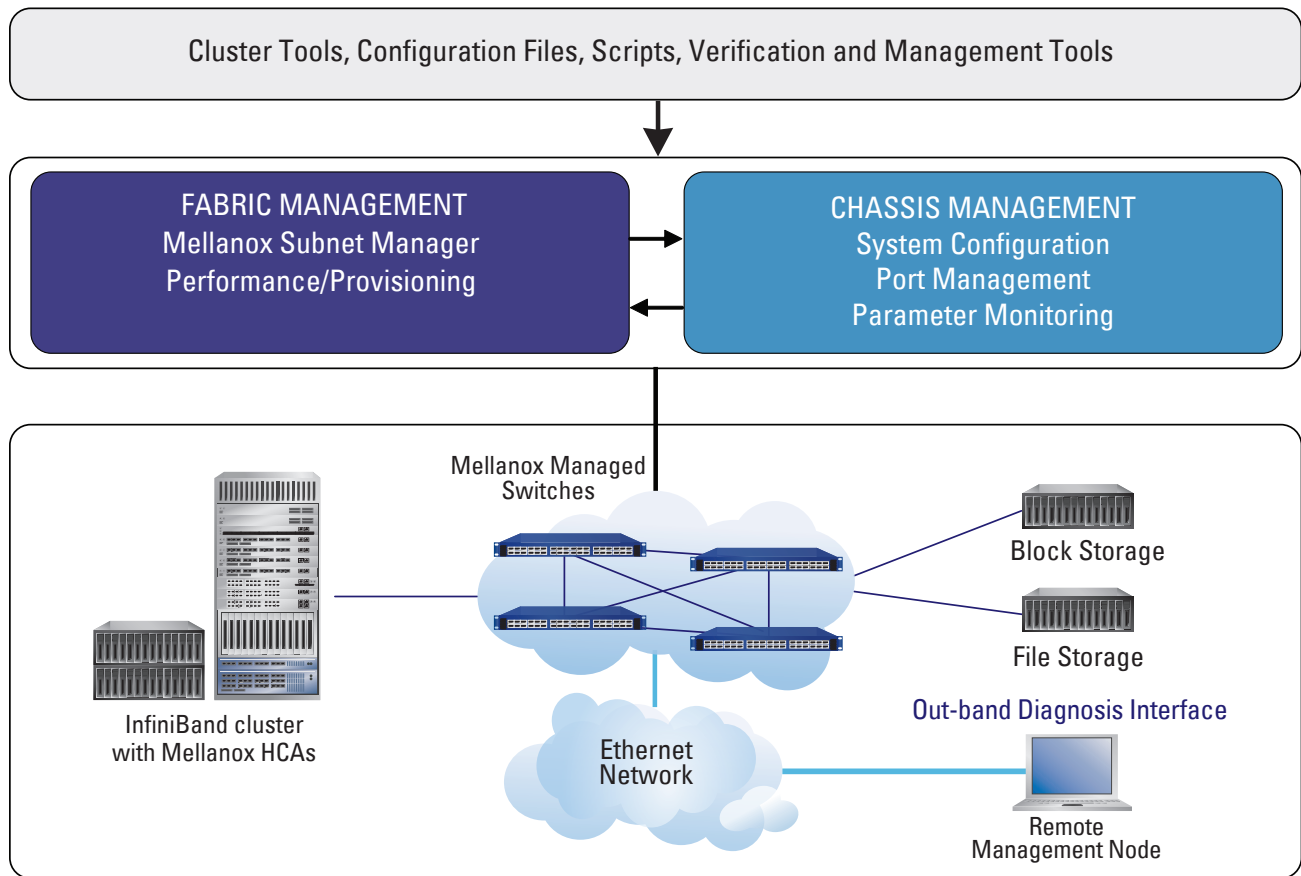 Cluster Tools, Configuration Files, Scripts, Verification and Management Tools
FABRIC MANAGEMENT
Mellanox Subnet Manager
Performance/Provisioning
CHASSIS MANAGEMENT
System Configuration
Port Management
Parameter Monitoring
Mellanox Managed
Switches
Block Storage
File Storage
InfiniBand cluster
with Mellanox HCAs
Ethernet
Network
Out-band Diagnosis Interface
Remote
Management Node